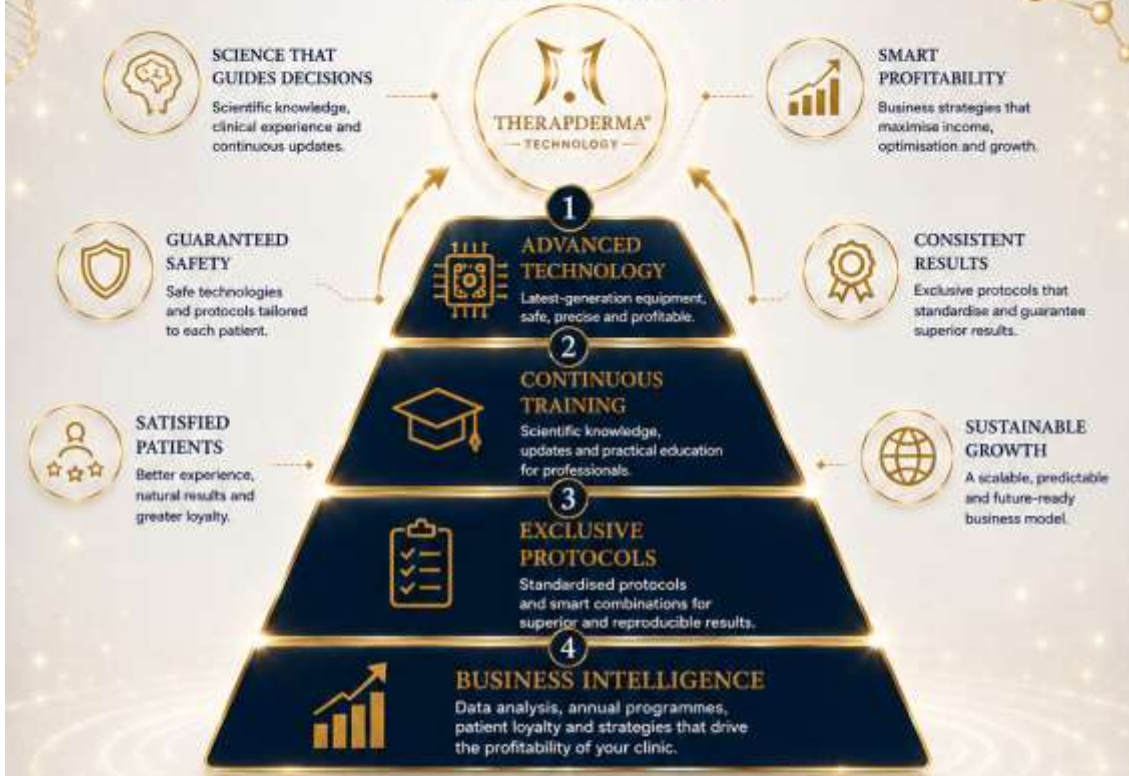 SCIENCE THAT
GUIDES DECISIONS
Scientific knowledge,
clinical experience and
continuous updates.
THERAPDERMA®
TECHNOLOGY
SMART
PROFITABILITY
Business strategies that
maximise income,
optimisation and growth.
GUARANTEED
SAFETY
Safe technologies
and protocols tailored
to each patient.
1
ADVANCED
TECHNOLOGY
Latest-generation equipment,
safe, precise and profitable.
CONSISTENT
RESULTS
Exclusive protocols that
standardise and guarantee
superior results.
2
CONTINUOUS
TRAINING
Scientific knowledge,
updates and practical education
for professionals.
SATISFIED
PATIENTS
Better experience,
natural results and
greater loyalty.
SUSTAINABLE
GROWTH
A scalable, predictable
and future-ready
business model.
3
EXCLUSIVE
PROTOCOLS
Standardised protocols
and smart combinations for
superior and reproducible results.
4
BUSINESS INTELLIGENCE
Data analysis, annual programmes,
patient loyalty and strategies that drive
the profitability of your clinic.